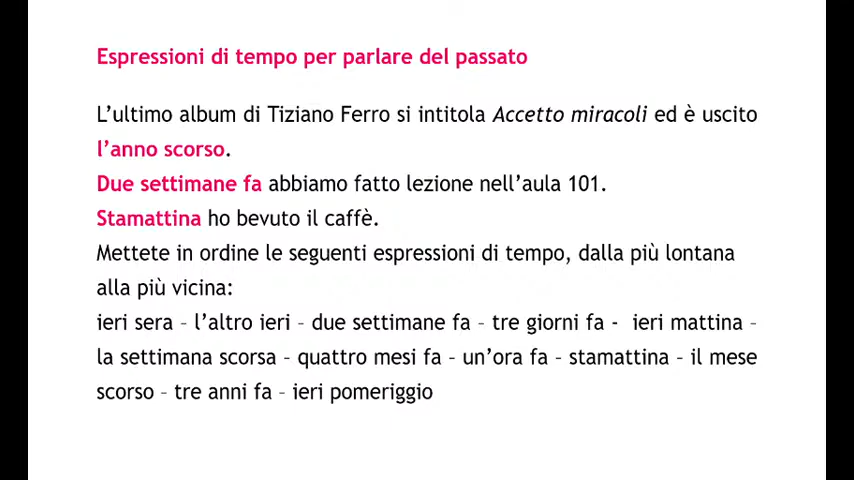 Espressioni di tempo per parlare del passato
L’ultimo album di Tiziano Ferro si intitola Accetto miracoli ed è uscito
l’anno scorso.
Due settimane fa abbiamo fatto lezione nell’aula 101.
Stamattina ho bevuto il caffè.
Mettete in ordine le seguenti espressioni di tempo, dalla più lontana
alla più vicina:
ieri sera – l’altro ieri – due settimane fa – tre giorni fa - ieri mattina –
la settimana scorsa – quattro mesi fa – un’ora fa – stamattina – il mese
scorso – tre anni fa – ieri pomeriggio